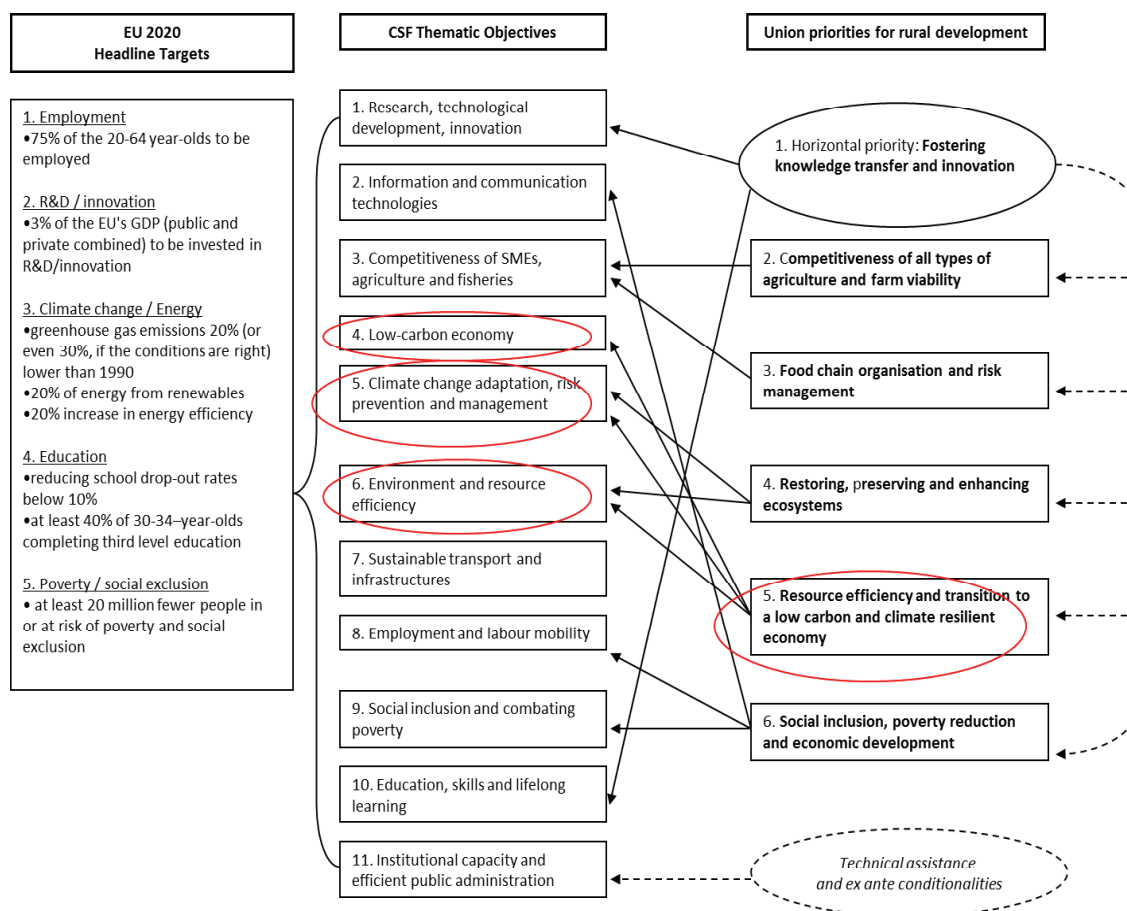 EU 2020
Headline Targets
1. Employment
•75% of the 20-64 year-olds to be
employed
2. R&D / innovation
•3% of the EU's GDP (public and
private combined) to be invested in
R&D/innovation
3. Climate change / Energy
•greenhouse gas emissions 20% (or
even 30%, if the conditions are right)
lower than 1990
•20% of energy from renewables
•20% increase in energy efficiency
4. Education
•reducing school drop-out rates
below 10%
•at least 40% of 30-34–year-olds
completing third level education
5. Poverty / social exclusion
• at least 20 million fewer people in
or at risk of poverty and social
exclusion
CSF Thematic Objectives
1. Research, technological
development, innovation
2. Information and communication
technologies
3. Competitiveness of SMEs,
agriculture and fisheries
4. Low-carbon economy
5. Climate change adaptation, risk
prevention and management
6. Environment and resource
efficiency
7. Sustainable transport and
infrastructures
8. Employment and labour mobility
9. Social inclusion and combating
poverty
10. Education, skills and lifelong
learning
11. Institutional capacity and
efficient public administration
Union priorities for rural development
1. Horizontal priority: Fostering
knowledge transfer and innovation
2. Competitiveness of all types of
agriculture and farm viability
3. Food chain organisation and risk
management
4. Restoring, preserving and enhancing
ecosystems
5. Resource efficiency and transition to
a low carbon and climate resilient
economy
6. Social inclusion, poverty reduction
and economic development
Technical assistance
and ex ante conditionalities